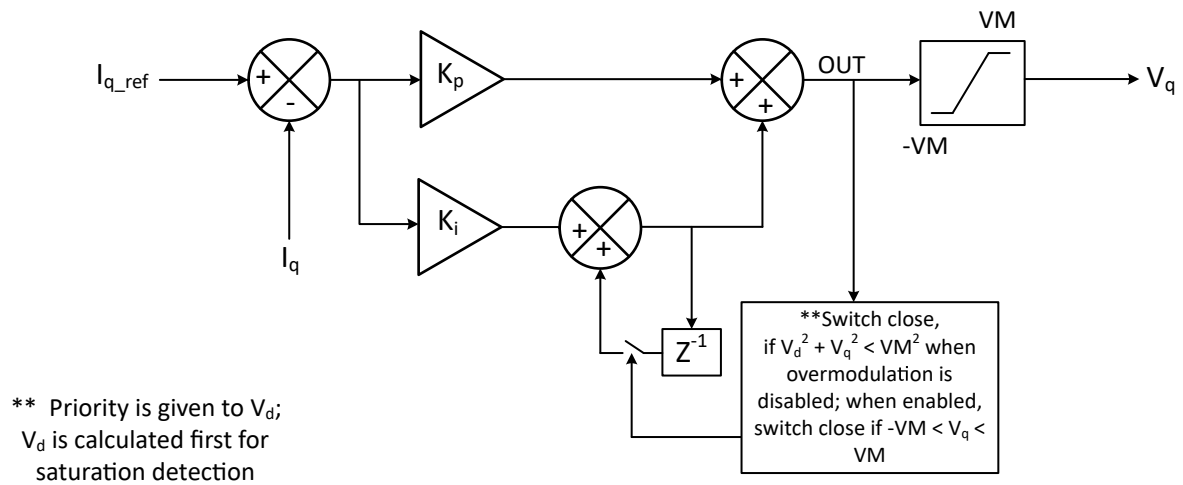 VM
I_q_ref
+
-
K_p
+
+
OUT
V_q
-VM
K_i
+
+
I_q
Z^-1
**Switch close,
if V_d^2 + V_q^2 < VM^2 when
overmodulation is
disabled; when enabled,
switch close if -VM < V_q <
VM
** Priority is given to V_d;
V_d is calculated first for
saturation detection